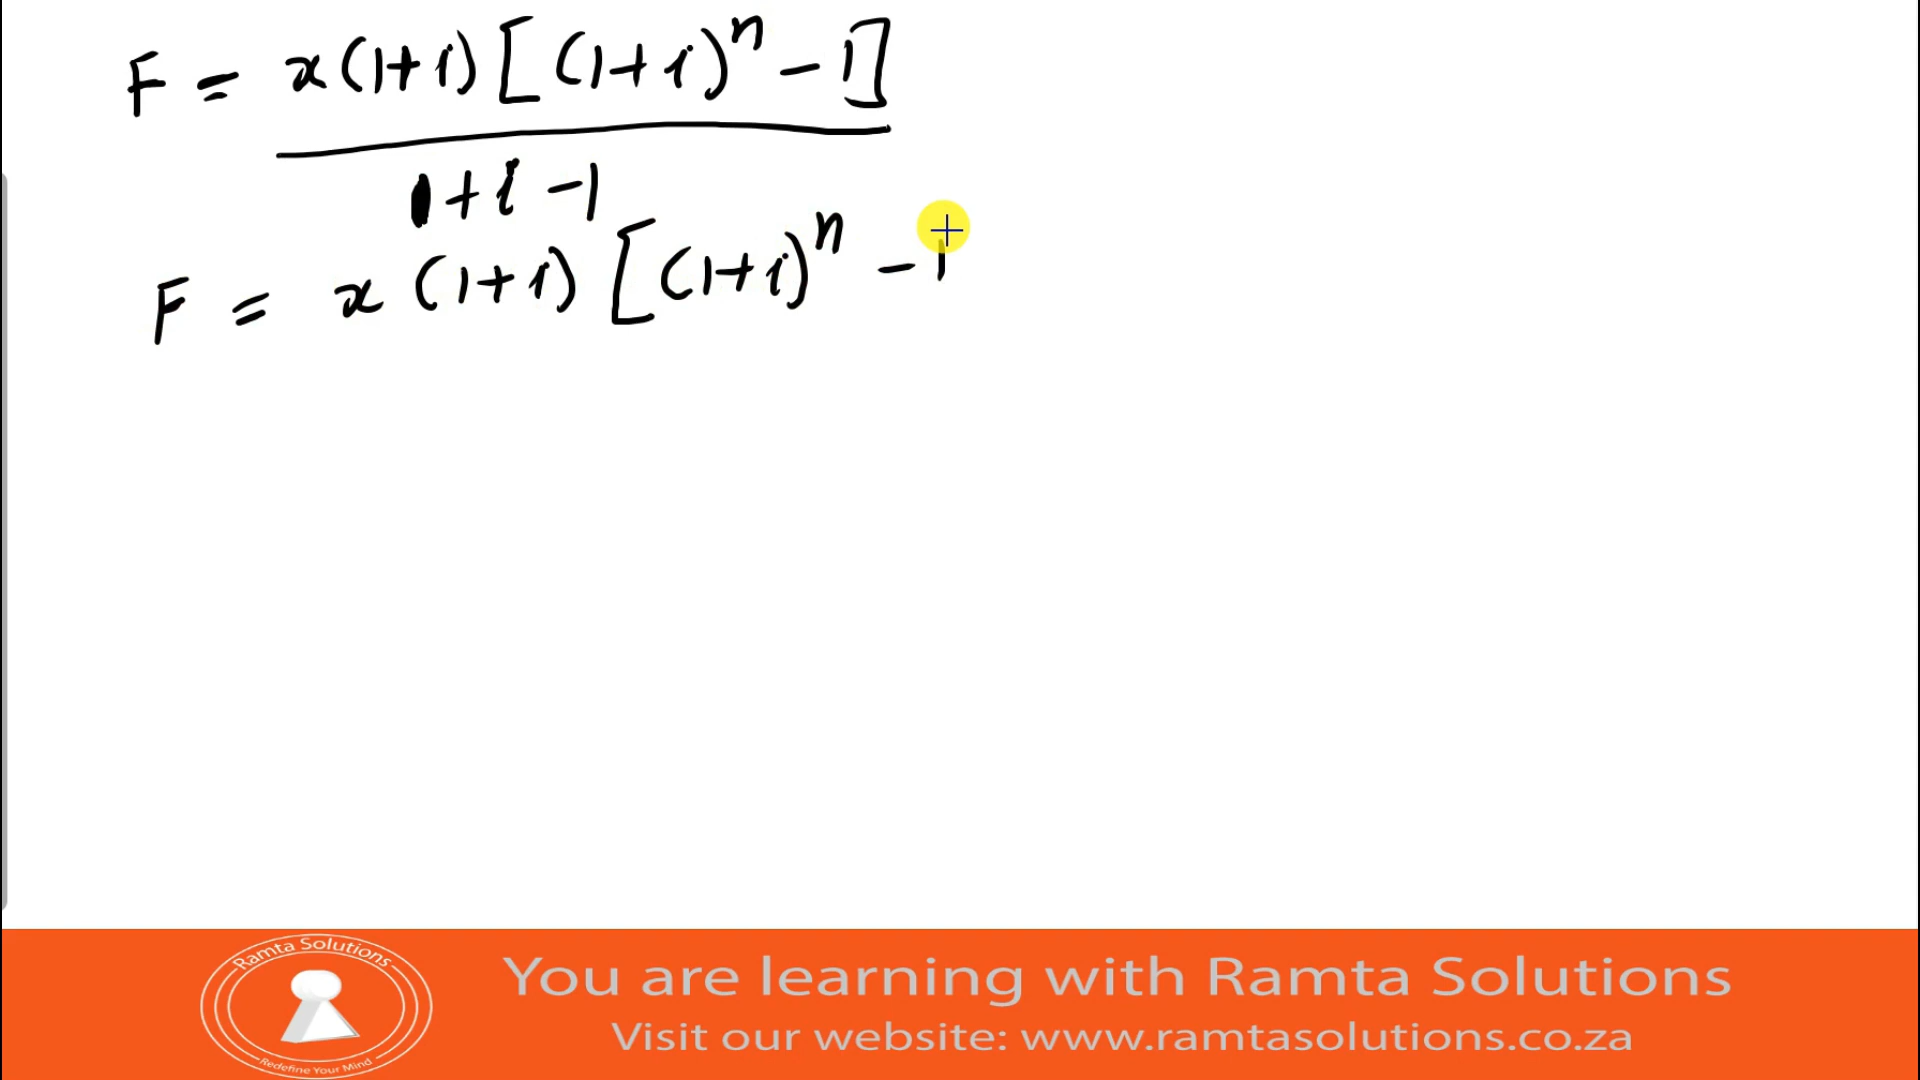 F = x(1+i)[(1+i)^n - 1]
1+i-1
F = x(1+i)[(1+i)^n - 1
Ramta Solutions
Redefine Your Mind
You are learning with Ramta Solutions
Visit our website: www.ramtasolutions.co.za